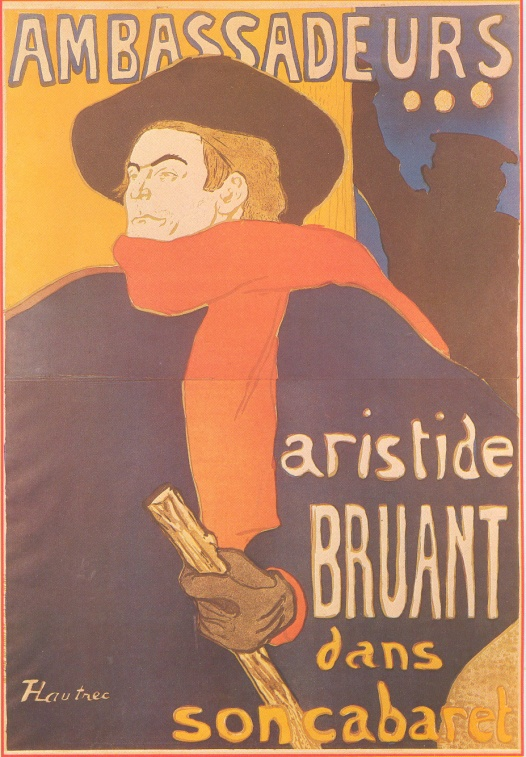 AMBASSADEURS
...
aristide
BRUANT
dans
son cabaret
HLautrec